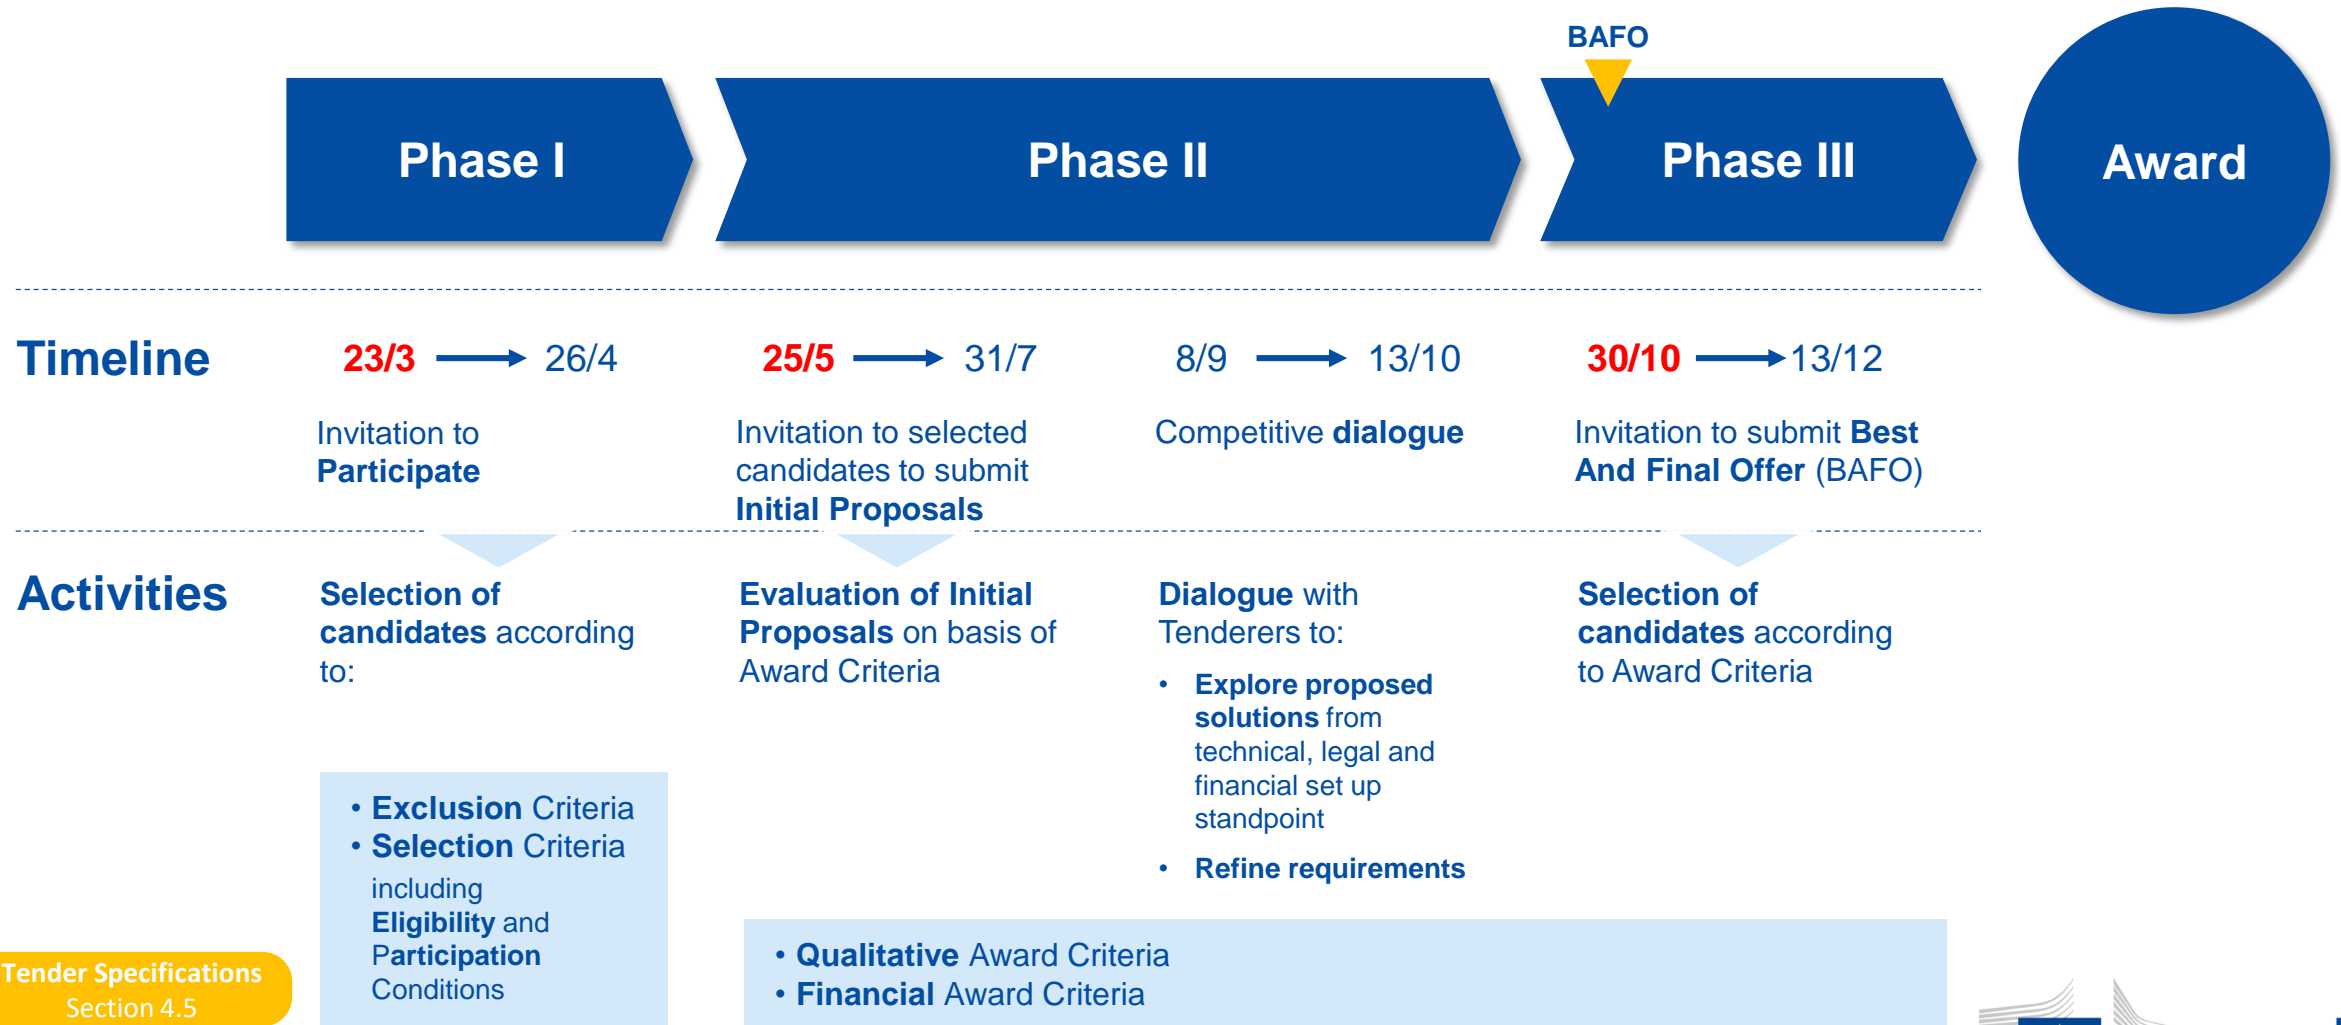 BAFO
Phase I
Phase II
Phase III
Award
Timeline
23/3
26/4
25/5
31/7
8/9
13/10
30/10
13/12
Invitation to
Participate
Invitation to selected
candidates to submit
Initial Proposals
Competitive dialogue
Invitation to submit Best
And Final Offer (BAFO)
Activities
Selection of
candidates according
to:
• Exclusion Criteria
• Selection Criteria
including
Eligibility and
Participation
Conditions
Evaluation of Initial
Proposals on basis of
Award Criteria
Dialogue with
Tenderers to:
• Explore proposed
solutions from
technical, legal and
financial set up
standpoint
• Refine requirements
Selection of
candidates according
to Award Criteria
• Qualitative Award Criteria
• Financial Award Criteria
Tender Specifications
Section 4.5